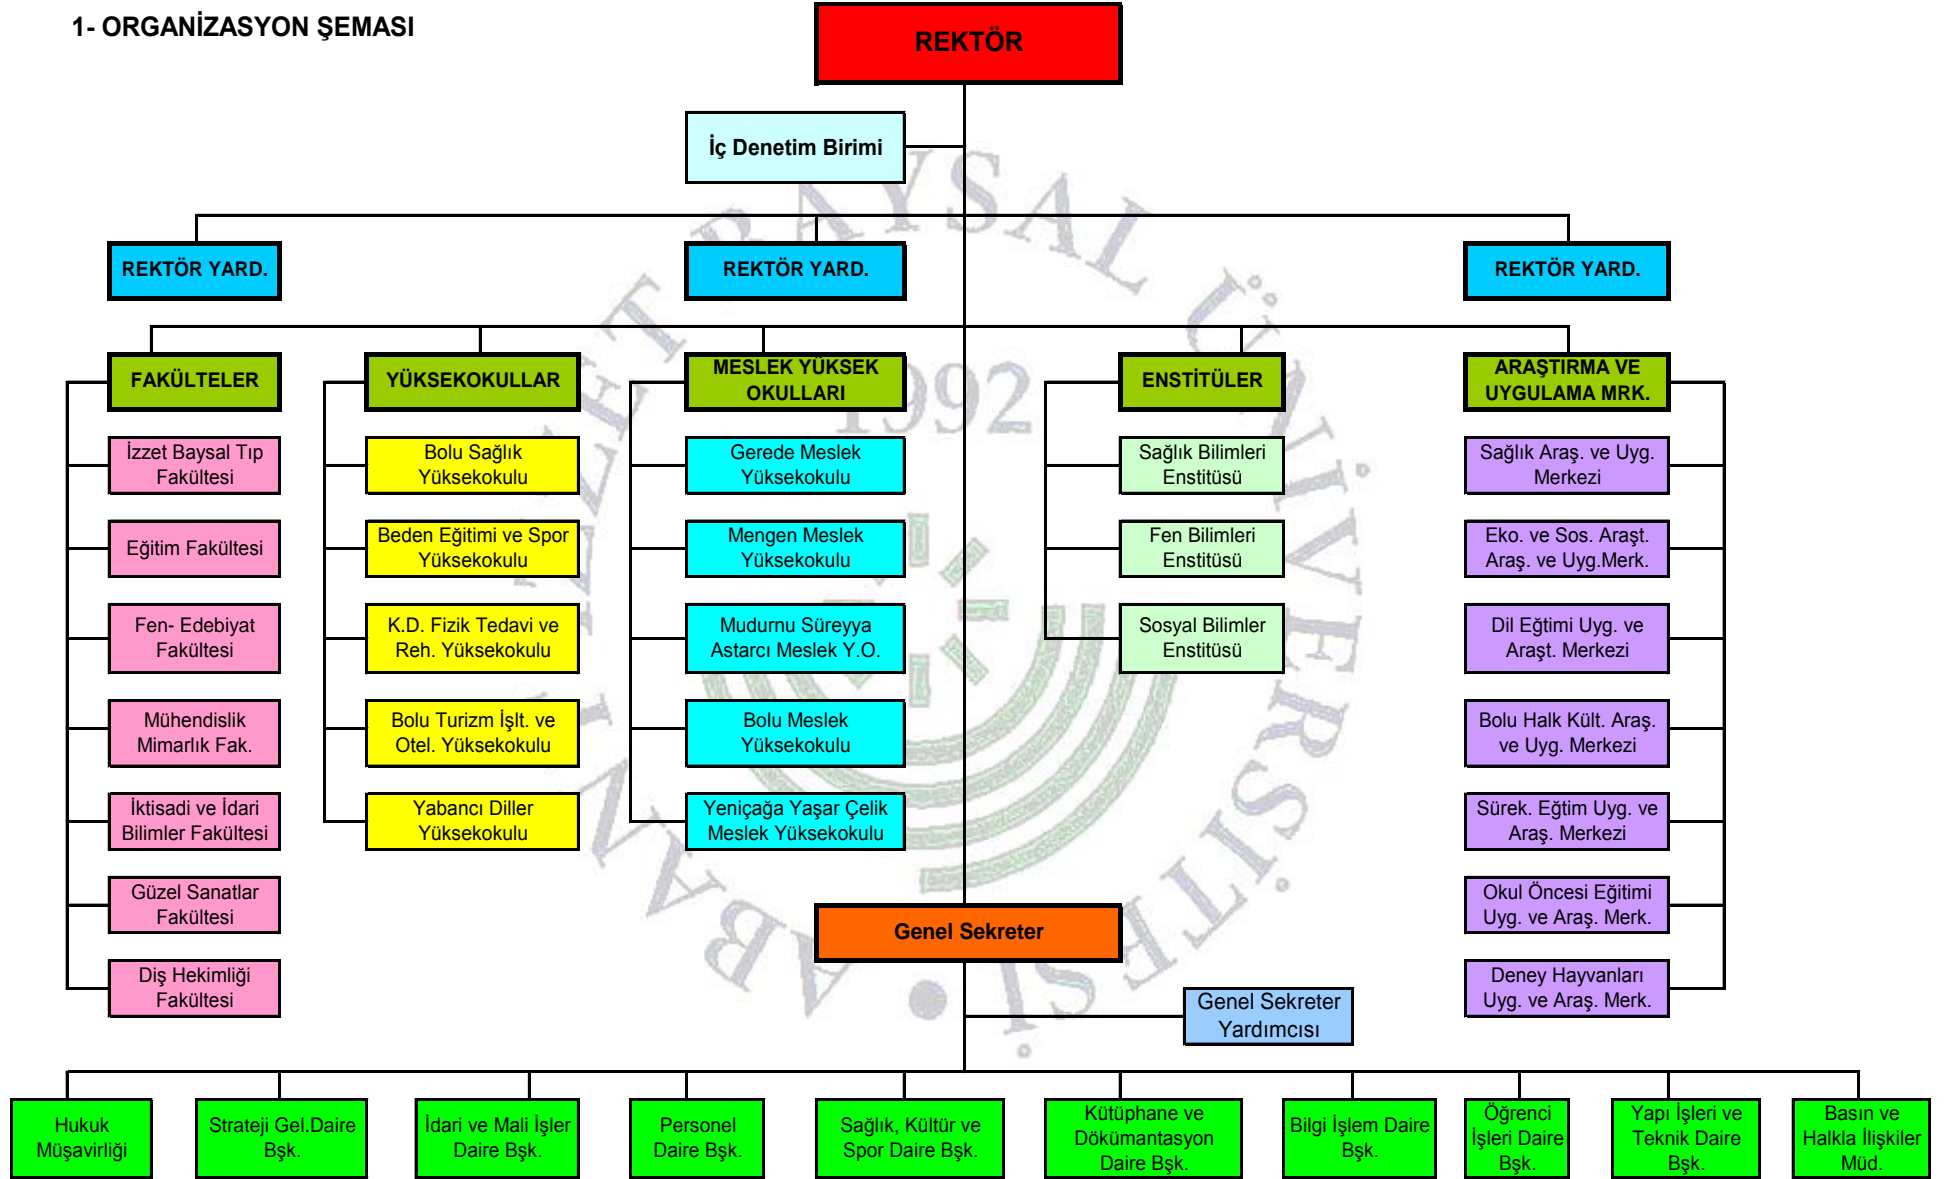 1- ORGANİZASYON ŞEMASI
REKTÖR
İç Denetim Birimi
REKTÖR YARD.
REKTÖR YARD.
REKTÖR YARD.
FAKÜLTELER
YÜKSEKOKULLAR
MESLEK YÜKSEK
OKULLARI
ENSTİTÜLER
ARAŞTIRMA VE
UYGULAMA MRK.
İzzet Baysal Tıp
Fakültesi
Eğitim Fakültesi
Fen- Edebiyat
Fakültesi
Mühendislik
Mimarlık Fak.
İktisadi ve İdari
Bilimler Fakültesi
Güzel Sanatlar
Fakültesi
Diş Hekimliği
Fakültesi
Bolu Sağlık
Yüksekokulu
Beden Eğitimi ve Spor
Yüksekokulu
K.D. Fizik Tedavi ve
Reh. Yüksekokulu
Bolu Turizm İşlt. ve
Otel. Yüksekokulu
Yabancı Diller
Yüksekokulu
Gerede Meslek
Yüksekokulu
Mengen Meslek
Yüksekokulu
Mudurnu Süreyya
Astarcı Meslek Y.O.
Bolu Meslek
Yüksekokulu
Yeniçağa Yaşar Çelik
Meslek Yüksekokulu
Sağlık Bilimleri
Enstitüsü
Fen Bilimleri
Enstitüsü
Sosyal Bilimler
Enstitüsü
Sağlık Araş. ve Uyg.
Merkezi
Eko. ve Sos. Araşt.
Araş. ve Uyg.Merk.
Dil Eğtimi Uyg. ve
Araşt. Merkezi
Bolu Halk Kült. Araş.
ve Uyg. Merkezi
Sürek. Eğtim Uyg. ve
Araş. Merkezi
Okul Öncesi Eğitimi
Uyg. ve Araş. Merk.
Deney Hayvanları
Uyg. ve Araş. Merk.
Genel Sekreter
Genel Sekreter
Yardımcısı
Hukuk
Müşavirliği
Strateji Gel.Daire
Bşk.
İdari ve Mali İşler
Daire Bşk.
Personel
Daire Bşk.
Sağlık, Kültür ve
Spor Daire Bşk.
Kütüphane ve
Dökümantasyon
Daire Bşk.
Bilgi İşlem Daire
Bşk.
Öğrenci
İşleri Daire
Bşk.
Yapı İşleri ve
Teknik Daire
Bşk.
Basın ve
Halkla İlişkiler
Müd.
ABANT İZZET BAYSAL ÜNİVERSİTESİ
1992